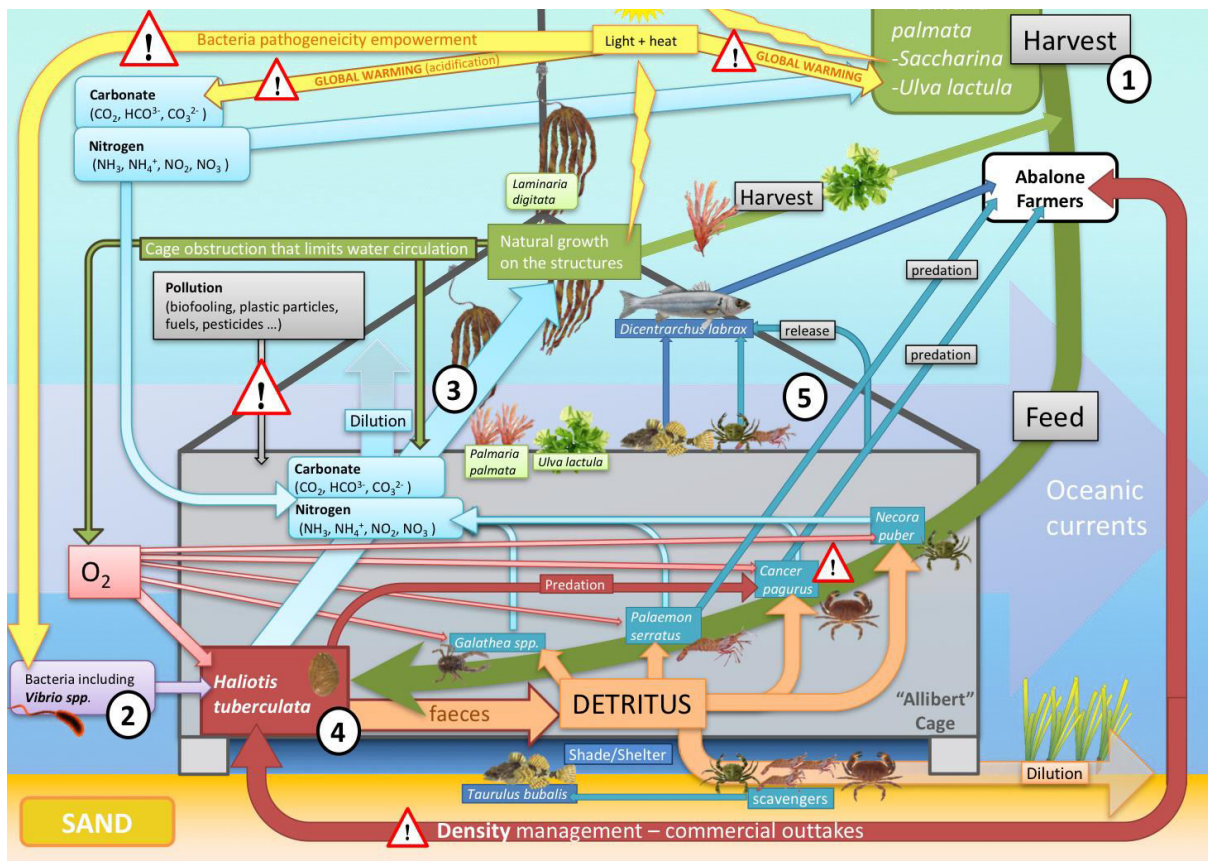 palmata
-Saccharina
-Ulva lactula
Harvest
1
Light + heat
Bacteria pathogeneicity empowerment
GLOBAL WARMING (acidification)
GLOBAL WARMING
!
!
!
Carbonate
(CO₂, HCO³⁻, CO₃²⁻ )
Nitrogen
(NH₃, NH₄⁺, NO₂, NO₃ )
Laminaria
digitata
Harvest
Abalone
Farmers
Cage obstruction that limits water circulation
Natural growth
on the structures
Pollution
(biofooling, plastic particles,
fuels, pesticides ...)
!
predation
Dicentrarchus labrax
release
predation
3
5
Dilution
Feed
Palmaria
palmata
Ulva lactula
Carbonate
(CO₂, HCO³⁻, CO₃²⁻ )
Nitrogen
(NH₃, NH₄⁺, NO₂, NO₃ )
Oceanic
currents
Necora
puber
O₂
Predation
Cancer
pagurus
!
Galathea spp.
Palaemon
serratus
Bacteria including
Vibrio spp.
2
Haliotis
tuberculata
4
faeces
DETRITUS
"Allibert"
Cage
Shade/Shelter
Taurulus bubalis
scavengers
Dilution
SAND
!
Density management – commercial outtakes